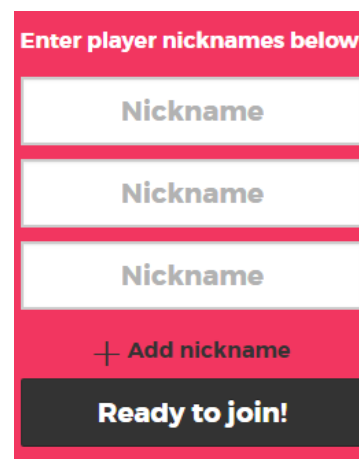 Enter player nicknames below
Nickname
Nickname
Nickname
+ Add nickname
Ready to join!